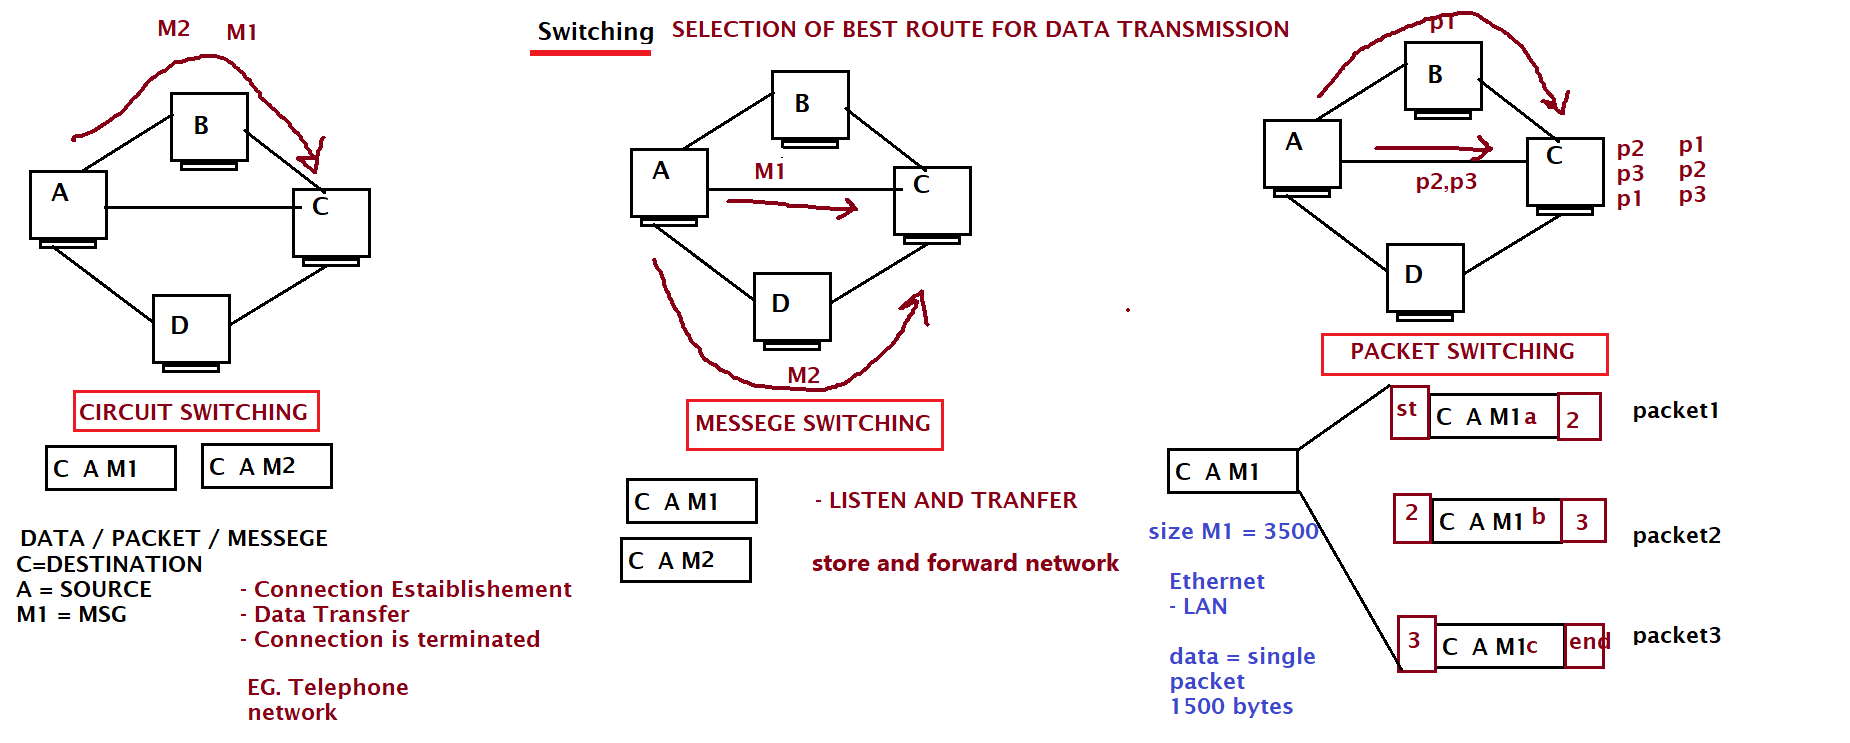 Switching SELECTION OF BEST ROUTE FOR DATA TRANSMISSION
M2 M1
B
A
C
D
CIRCUIT SWITCHING
C A M1
C A M2
DATA / PACKET / MESSEGE
C=DESTINATION
A = SOURCE
M1 = MSG
- Connection Estaiblishement
- Data Transfer
- Connection is terminated
EG. Telephone
network
B
A
M1
C
D
M2
MESSEGE SWITCHING
C A M1
- LISTEN AND TRANFER
C A M2
store and forward network
p1
B
A
C
p2,p3
p2
p3
p1
p1
p2
p3
D
PACKET SWITCHING
C A M1
size M1 = 3500
Ethernet
- LAN
data = single
packet
1500 bytes
st C A M1a 2 packet1
2 C A M1 b 3 packet2
3 C A M1c end packet3